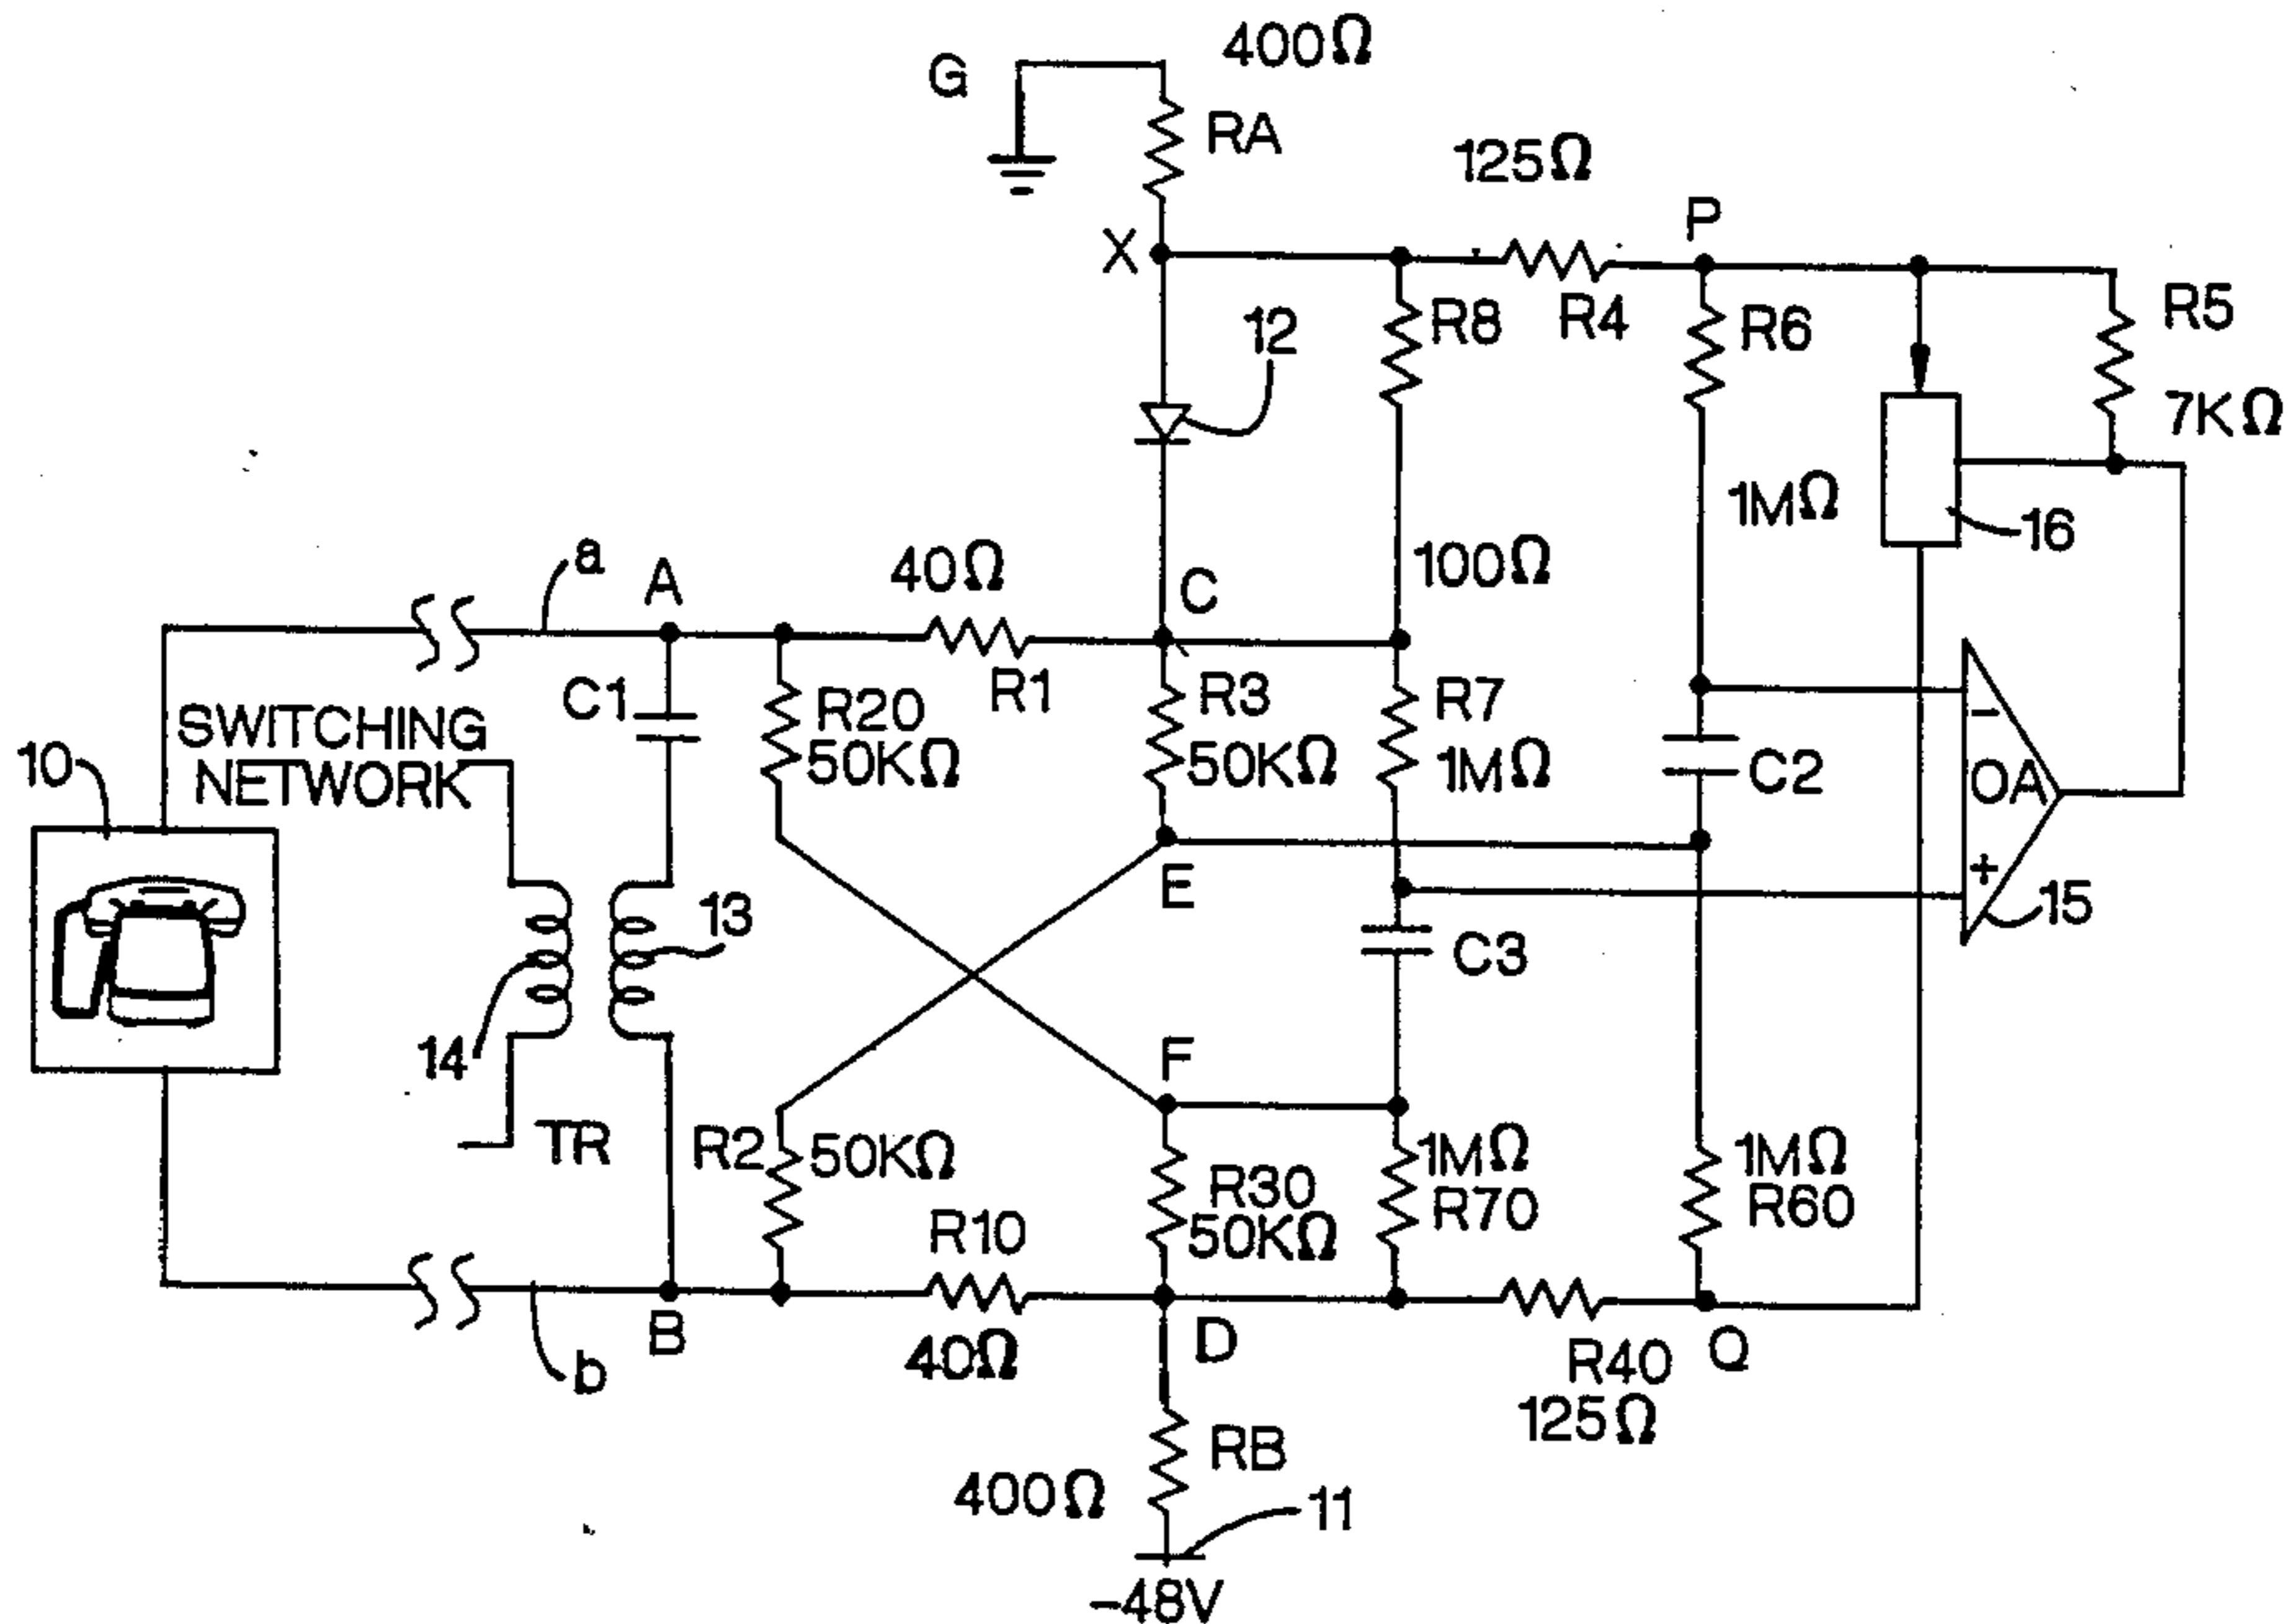 400Ω
G
RA
125Ω
P
X
R8
R4
R6
R5
12
7KΩ
1MΩ
16
a
A
40Ω
C
100Ω
R1
C1
R20
50KΩ
R3
50KΩ
R7
1MΩ
SWITCHING
NETWORK
10
C2
OA
-
+
E
13
15
C3
14
F
TR
R2
50KΩ
R30
50KΩ
1MΩ
R70
1MΩ
R60
R10
B
40Ω
D
R40
125Ω
Q
b
RB
400Ω
11
-48V